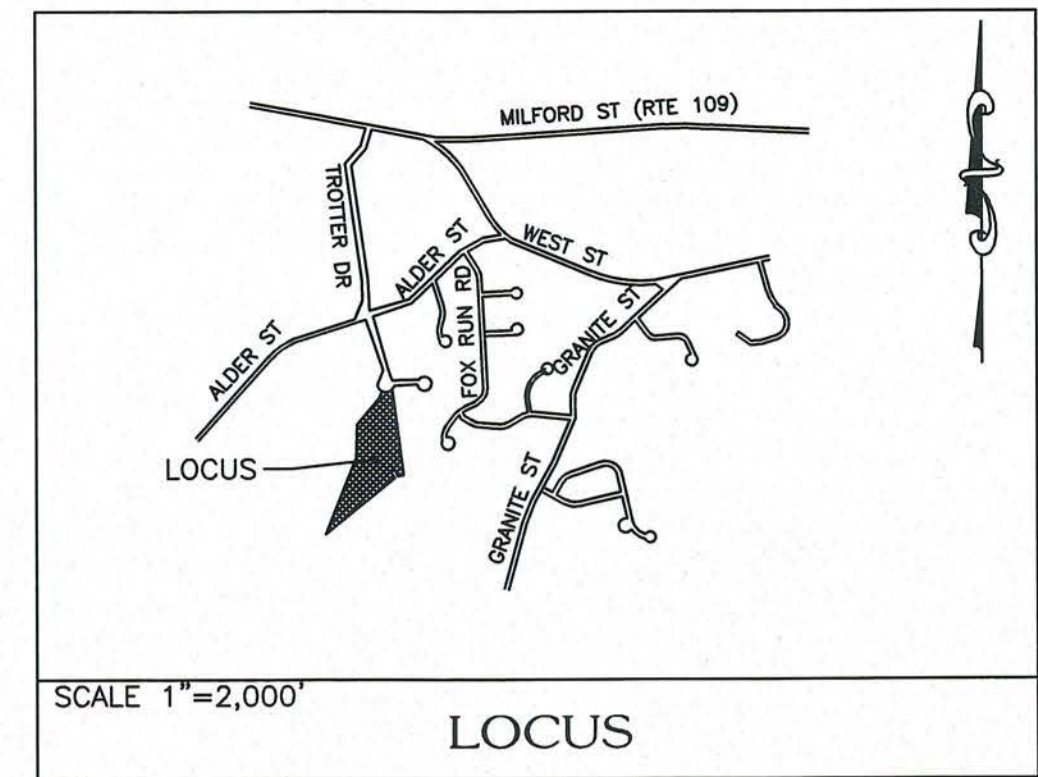 MILFORD ST (RTE 109)
TROTTER DR
ALDER ST
WEST ST
FOX RUN RD
GRANITE ST
ALDER ST
LOCUS
GRANITE ST
SCALE 1"=2,000'
LOCUS